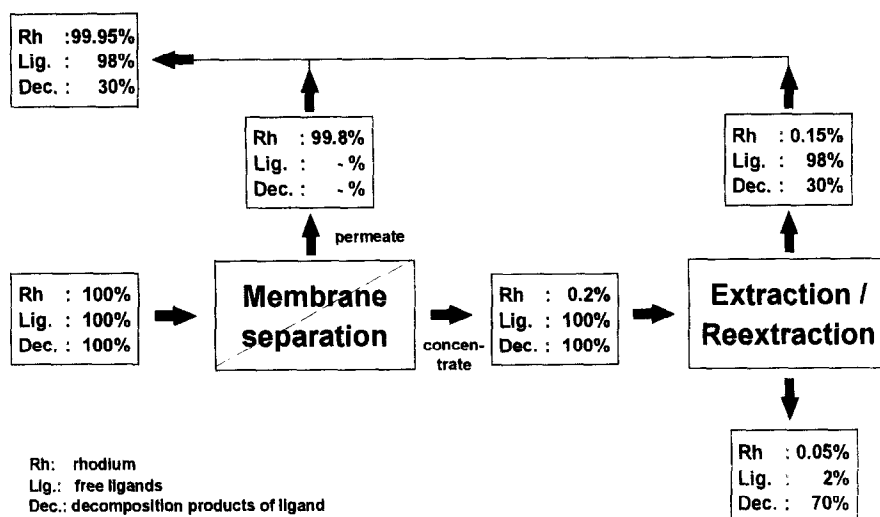 Rh :99.95%
Lig. : 98%
Dec. : 30%
Rh : 99.8%
Lig. : - %
Dec. : - %
Rh : 0.15%
Lig. : 98%
Dec. : 30%
permeate
Rh : 100%
Lig. : 100%
Dec. : 100%
Membrane
separation
concen-
trate
Rh : 0.2%
Lig. : 100%
Dec. : 100%
Extraction /
Reextraction
Rh : 0.05%
Lig. : 2%
Dec. : 70%
Rh: rhodium
Lig.: free ligands
Dec.: decomposition products of ligand